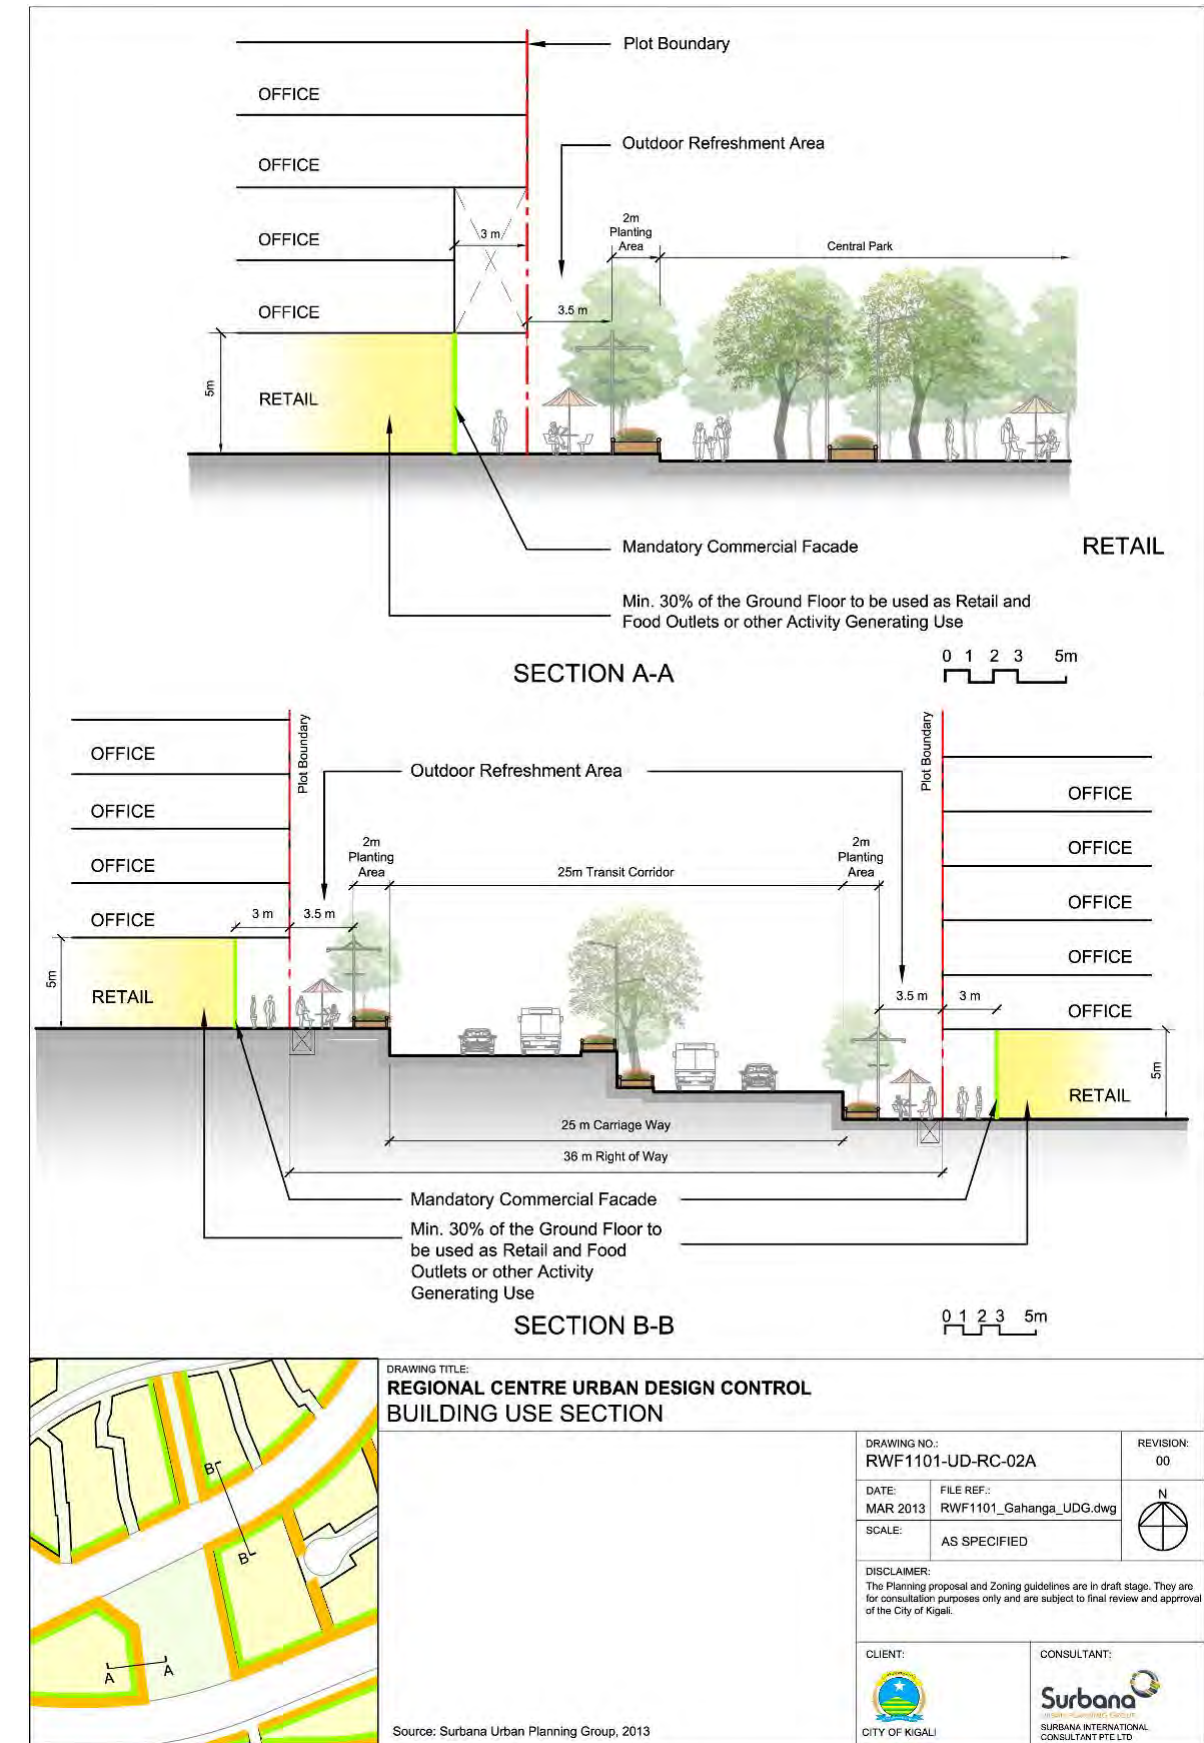 Plot Boundary
OFFICE
Outdoor Refreshment Area
OFFICE
2m
Planting
Area
Central Park
OFFICE
3 m
OFFICE
3.5 m
5m
RETAIL
Mandatory Commercial Facade
RETAIL
Min. 30% of the Ground Floor to be used as Retail and
Food Outlets or other Activity Generating Use
SECTION A-A
0 1 2 3 5m
Plot Boundary
Plot Boundary
OFFICE
Outdoor Refreshment Area
OFFICE
OFFICE
2m
Planting
Area
25m Transit Corridor
2m
Planting
Area
OFFICE
OFFICE
OFFICE
OFFICE
3 m
3.5 m
OFFICE
5m
RETAIL
3.5 m
3 m
OFFICE
5m
RETAIL
25 m Carriage Way
36 m Right of Way
Mandatory Commercial Facade
Min. 30% of the Ground Floor to
be used as Retail and Food
Outlets or other Activity
Generating Use
SECTION B-B
0 1 2 3 5m
B
B
A
A
DRAWING TITLE:
REGIONAL CENTRE URBAN DESIGN CONTROL
BUILDING USE SECTION
DRAWING NO.:
RWF1101-UD-RC-02A
REVISION:
00
DATE:
MAR 2013
FILE REF.:
RWF1101_Gahanga_UDG.dwg
N
SCALE:
AS SPECIFIED
DISCLAIMER:
The Planning proposal and Zoning guidelines are in draft stage. They are
for consultation purposes only and are subject to final review and apprroval
of the City of Kigali.
CLIENT:
CITY OF KIGALI
CONSULTANT:
Surbana
URBAN PLANNING GROUP
SURBANA INTERNATIONAL
CONSULTANT PTE LTD
Source: Surbana Urban Planning Group, 2013